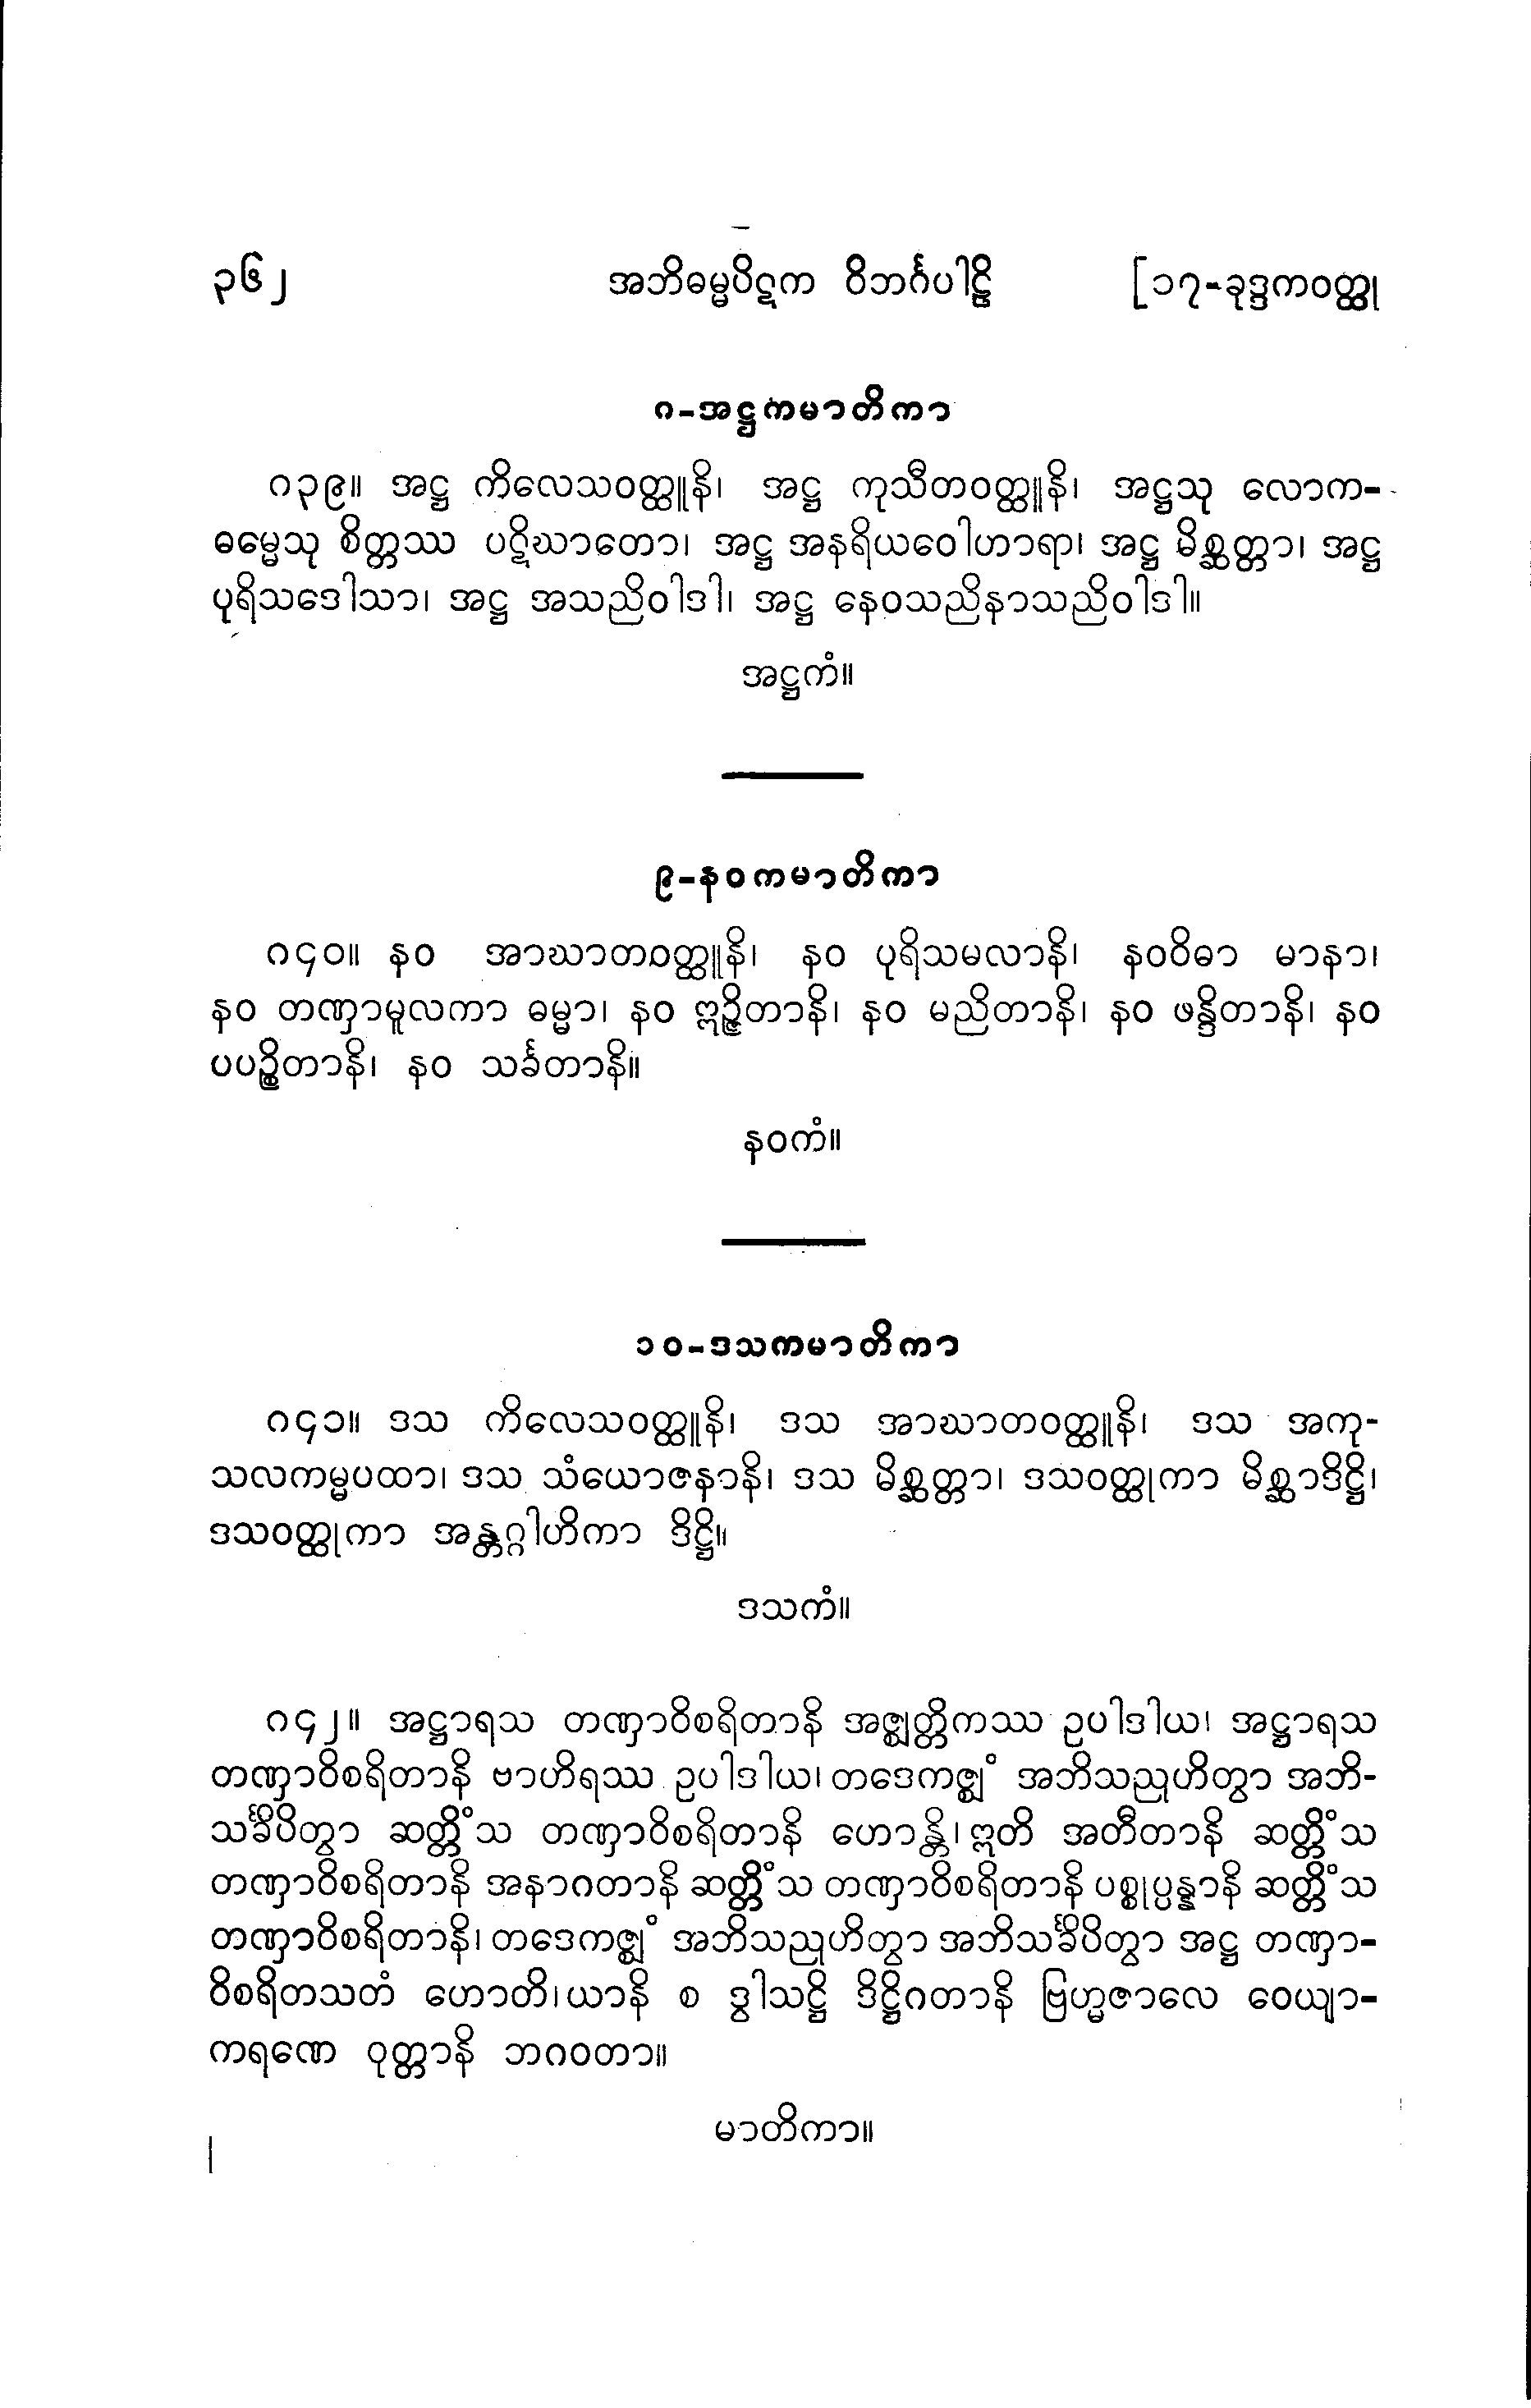 ၃၆၂ အဘိဓမ္မပိဋက ဝိဘင်္ဂပါဠိ [၁၇-ခုဒ္ဒကဝတ္ထု
၈-အဋ္ဌကမာတိကာ
၈၃၉။ အဋ္ဌ ကိလေသဝတ္ထူနိ၊ အဋ္ဌ ကုသီတဝတ္ထူနိ၊ အဋ္ဌသု လောက-
ဓမ္မေသု စိတ္တဿ ပဋိဃာတော၊ အဋ္ဌ အနရိယဝေါဟာရာ၊ အဋ္ဌ မိစ္ဆတ္တာ၊ အဋ္ဌ
ပုရိသဒေါသာ၊ အဋ္ဌ အသညိဝါဒါ၊ အဋ္ဌ နေဝသညိနာသညိဝါဒါ။
အဋ္ဌကံ။
၉-နဝကမာတိကာ
၈၄၀။ နဝ အာဃာတဝတ္ထူနိ၊ နဝ ပုရိသမလာနိ၊ နဝဝိဓာ မာနာ၊
နဝ တဏှာမူလကာ ဓမ္မာ၊ နဝ ဣဉ္ဇိတာနိ၊ နဝ မညိတာနိ၊ နဝ ဖန္ဒိတာနိ၊ နဝ
ပပဉ္စိတာနိ၊ နဝ သင်္ခတာနိ။
နဝကံ။
၁၀-ဒသကမာတိကာ
၈၄၁။ ဒသ ကိလေသဝတ္ထူနိ၊ ဒသ အာဃာတဝတ္ထူနိ၊ ဒသ အကု-
သလကမ္မပထာ၊ ဒသ သံယောဇနာနိ၊ ဒသ မိစ္ဆတ္တာ၊ ဒသဝတ္ထုကာ မိစ္ဆာဒိဋ္ဌိ၊
ဒသဝတ္ထုကာ အန္တဂ္ဂါဟိကာ ဒိဋ္ဌိ။
ဒသကံ။
၈၄၂။ အဋ္ဌာရသ တဏှာဝိစရိတာနိ အဇ္ဈတ္တိကဿ ဥပါဒါယ၊ အဋ္ဌာရသ
တဏှာဝိစရိတာနိ ဗာဟိရဿ ဥပါဒါယ၊ တဒေကဇ္ဈံ အဘိသညုဟိတွာ အဘိ-
သင်္ခိပိတွာ ဆတ္တိံသ တဏှာဝိစရိတာနိ ဟောန္တိ၊ ဣတိ အတီတာနိ ဆတ္တိံသ
တဏှာဝိစရိတာနိ အနာဂတာနိ ဆတ္တိံသ တဏှာဝိစရိတာနိ ပစ္စုပ္ပန္နာနိ ဆတ္တိံသ
တဏှာဝိစရိတာနိ၊ တဒေကဇ္ဈံ အဘိသညုဟိတွာ အဘိသင်္ခိပိတွာ အဋ္ဌ တဏှာ-
ဝိစရိတသတံ ဟောတိ၊ ယာနိ စ ဒွါသဋ္ဌိ ဒိဋ္ဌိဂတာနိ ဗြဟ္မဇာလေ ဝေယျာ-
ကရဏေ ဝုတ္တာနိ ဘဂဝတာ။
မာတိကာ။